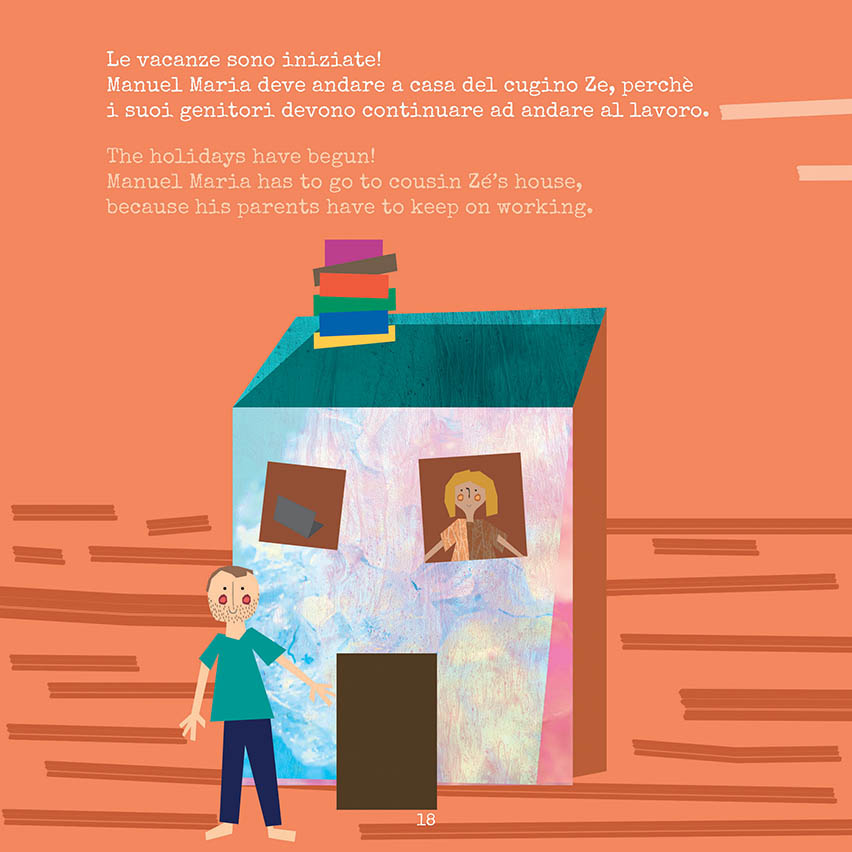 Le vacanze sono iniziate!
Manuel Maria deve andare a casa del cugino Ze, perchè
i suoi genitori devono continuare ad andare al lavoro.
The holidays have begun!
Manuel Maria has to go to cousin Zé's house,
because his parents have to keep on working.
18